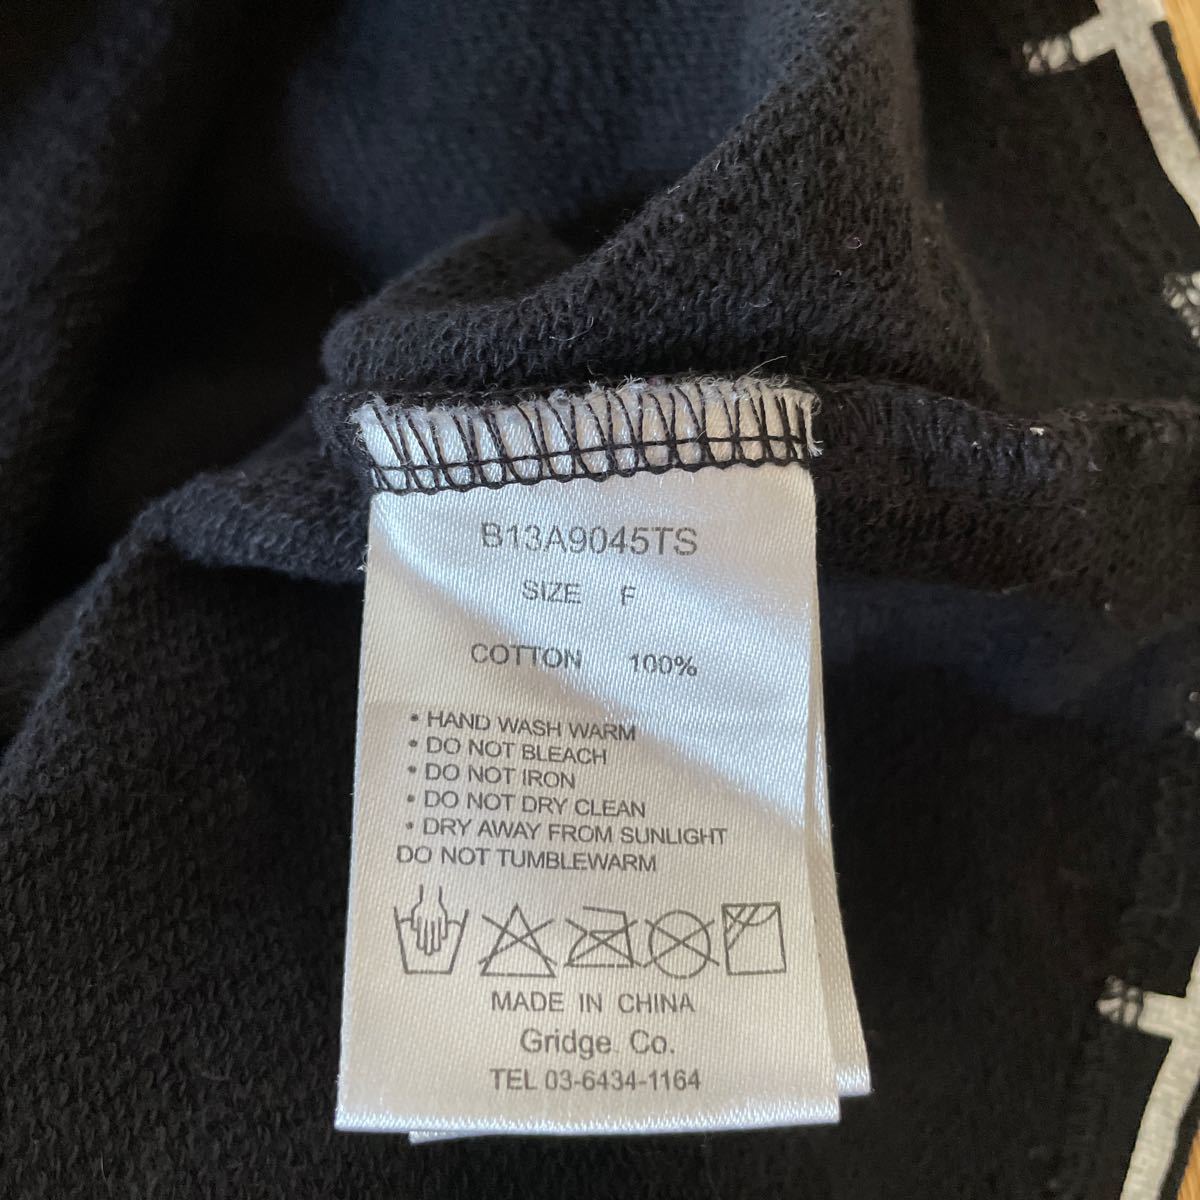 B13A9045TS
SIZE F
COTTON 100%
• HAND WASH WARM
• DO NOT BLEACH
• DO NOT IRON
• DO NOT DRY CLEAN
• DRY AWAY FROM SUNLIGHT
DO NOT TUMBLEWARM
MADE IN CHINA
Gridge. Co.
TEL 03-6434-1164